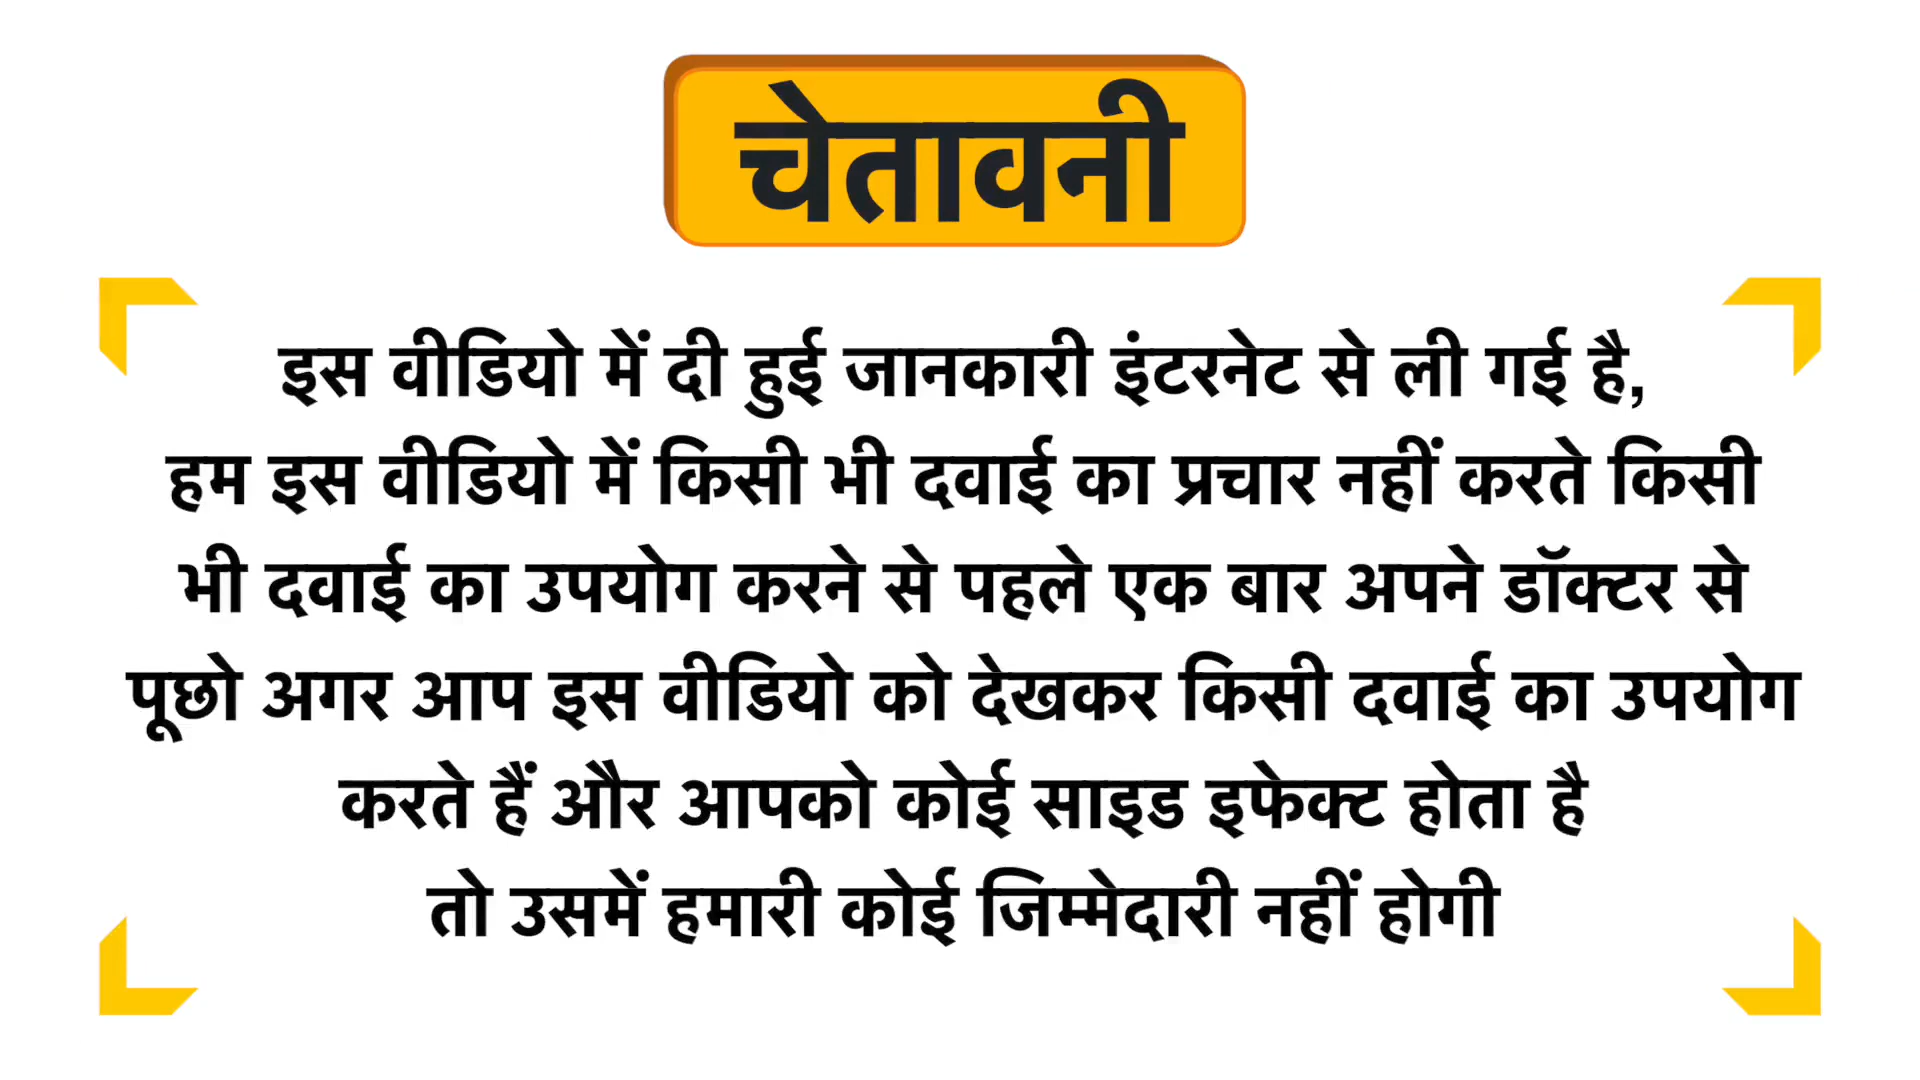 चेतावनी
इस वीडियो में दी हुई जानकारी इंटरनेट से ली गई है,
हम इस वीडियो में किसी भी दवाई का प्रचार नहीं करते किसी
भी दवाई का उपयोग करने से पहले एक बार अपने डॉक्टर से
पूछो अगर आप इस वीडियो को देखकर किसी दवाई का उपयोग
करते हैं और आपको कोई साइड इफेक्ट होता है
तो उसमें हमारी कोई जिम्मेदारी नहीं होगी